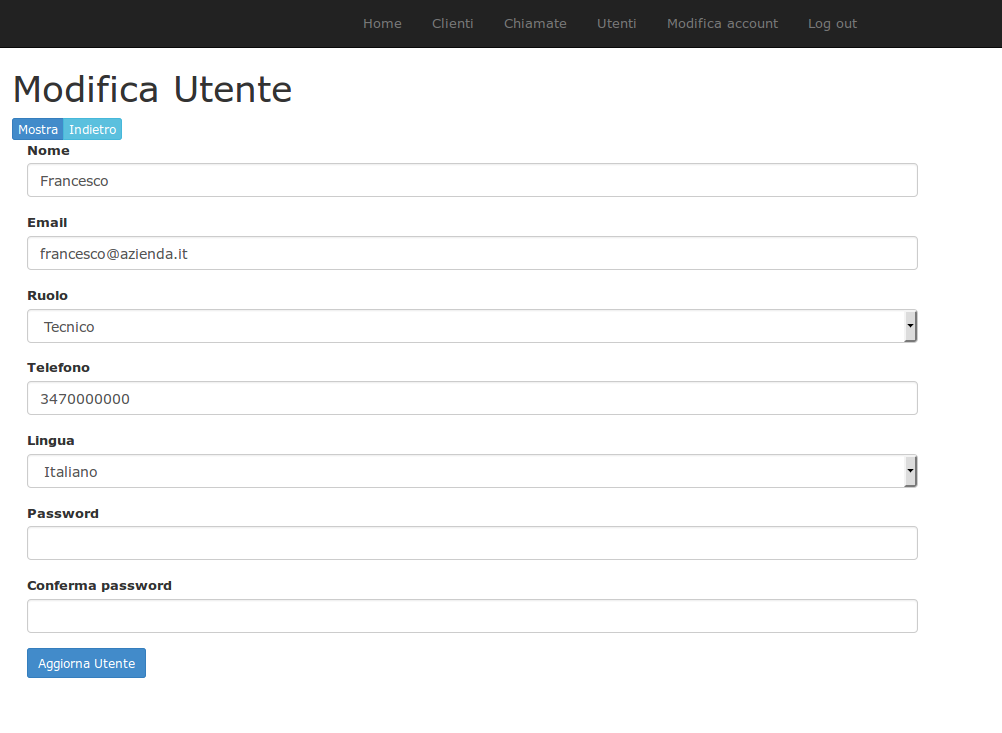 Home Clienti Chiamate Utenti Modifica account Log out
Modifica Utente
Mostra Indietro
Nome
Francesco
Email
francesco@azienda.it
Ruolo
Tecnico
Telefono
3470000000
Lingua
Italiano
Password
Conferma password
Aggiorna Utente